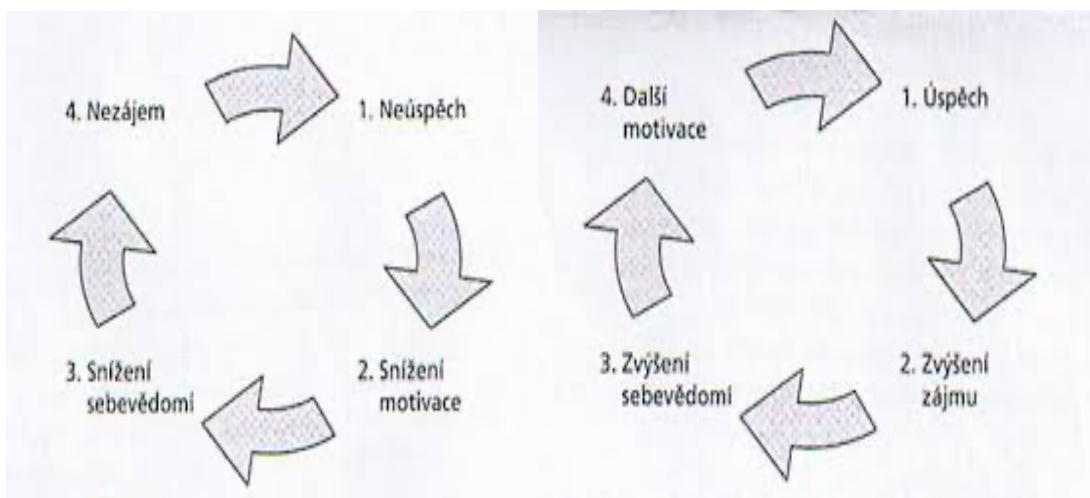 4. Nezájem
1. Neúspěch
3. Snížení
sebevědomí
2. Snížení
motivace
4. Další
motivace
1. Úspěch
3. Zvýšení
sebevědomí
2. Zvýšení
zájmu